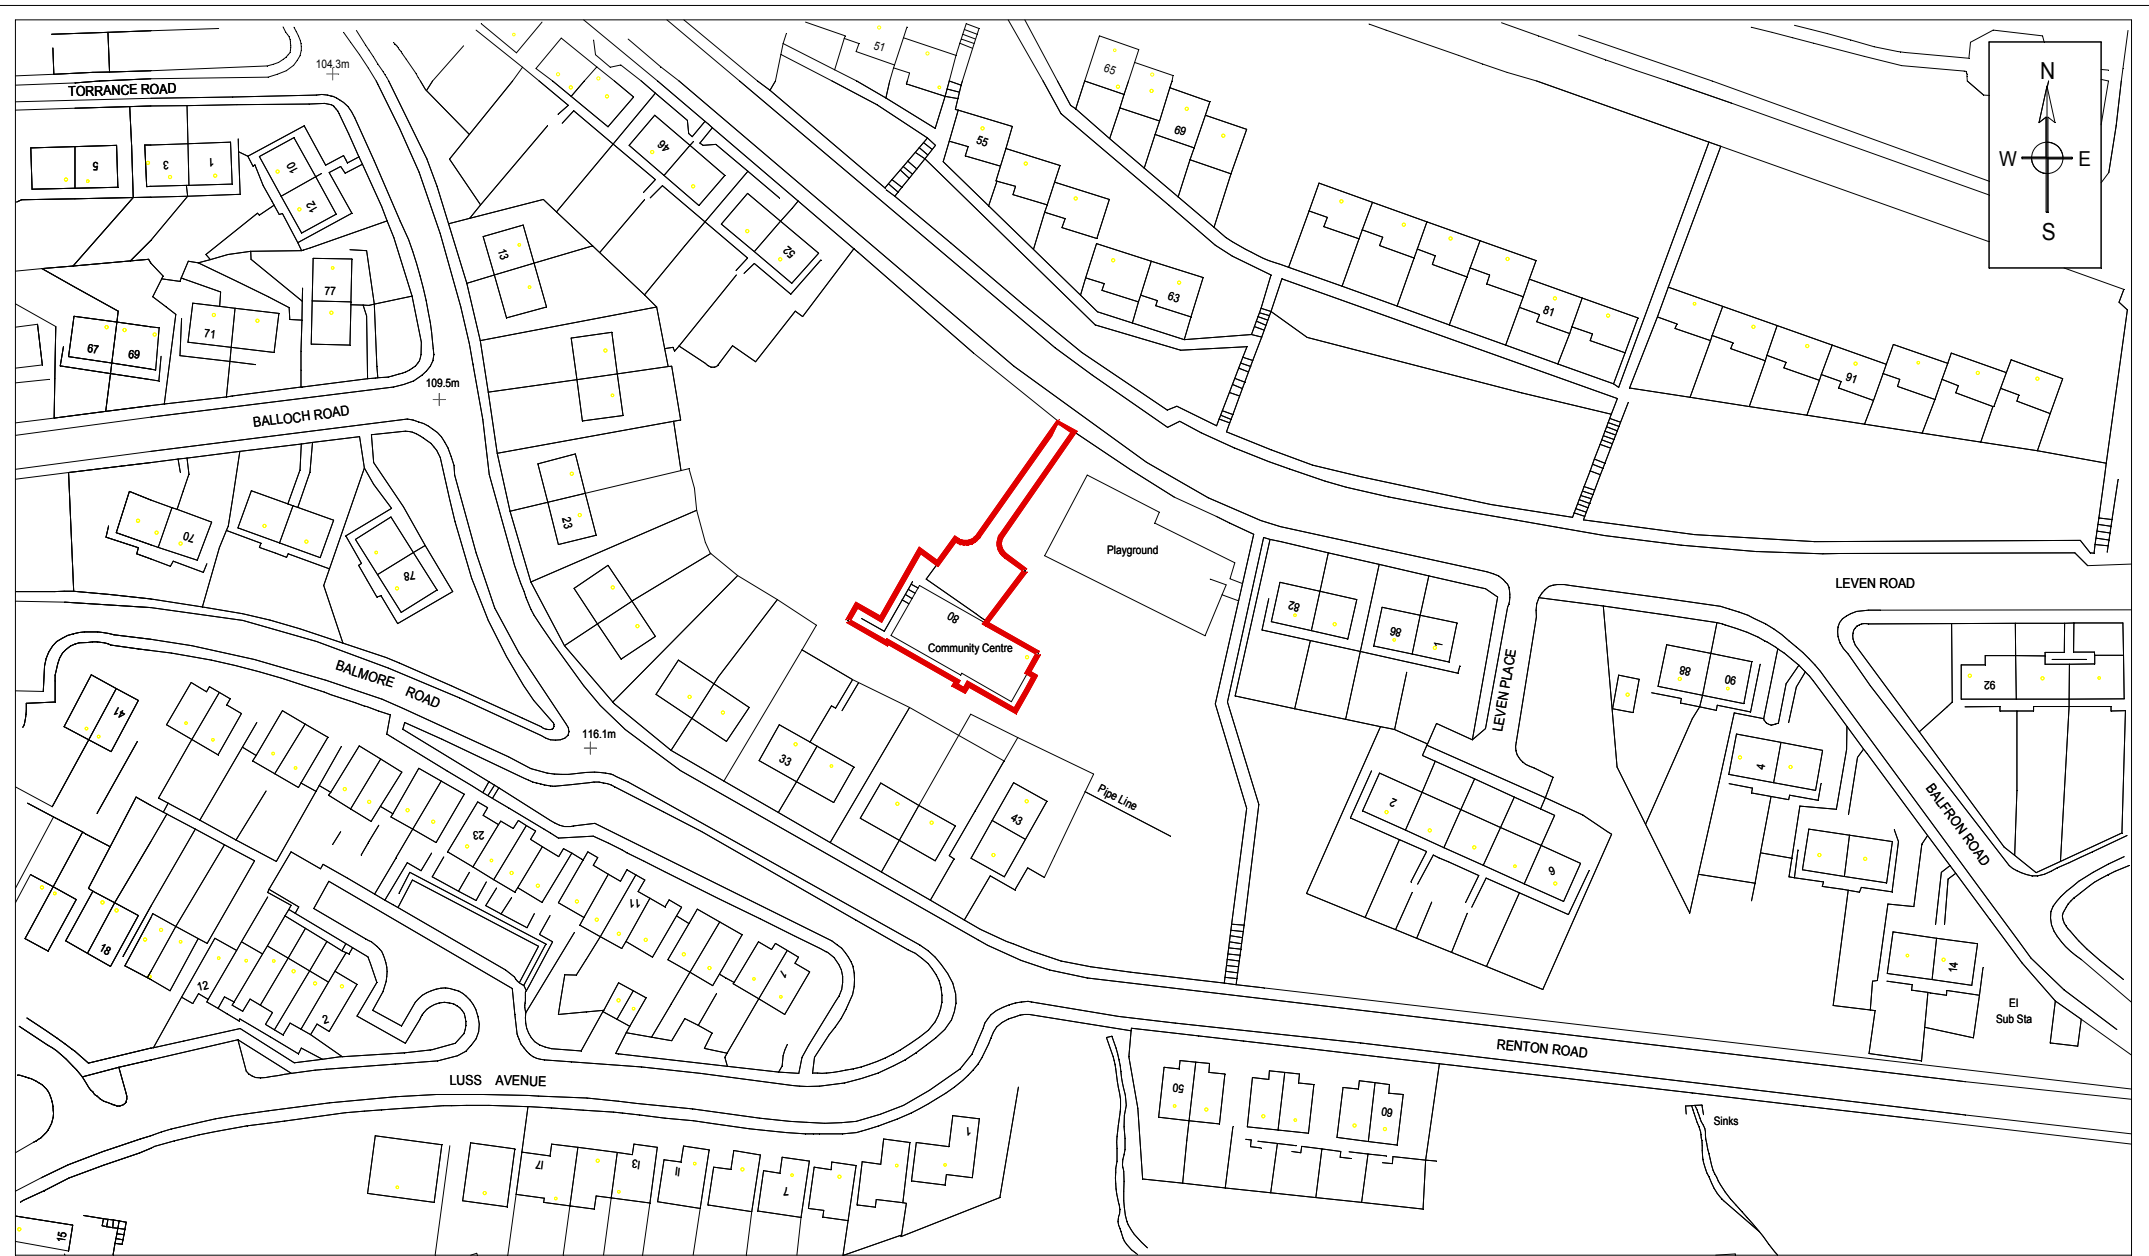 51
65
104.3m
N
TORRANCE ROAD
69
55
46
W E
5
3
1
10
12
S
52
13
77
63
81
71
67
69
91
109.5m
BALLOCH ROAD
23
70
Playground
78
LEVEN ROAD
82
80
86
1
Community Centre
BALMORE ROAD
LEVEN PLACE
88
90
92
41
116.1m
33
4
Pipe Line
2
43
BALFRON ROAD
23
6
11
18
1
12
14
2
El
Sub Sta
RENTON ROAD
LUSS AVENUE
50
60
Sinks
1
17
13
11
7
15